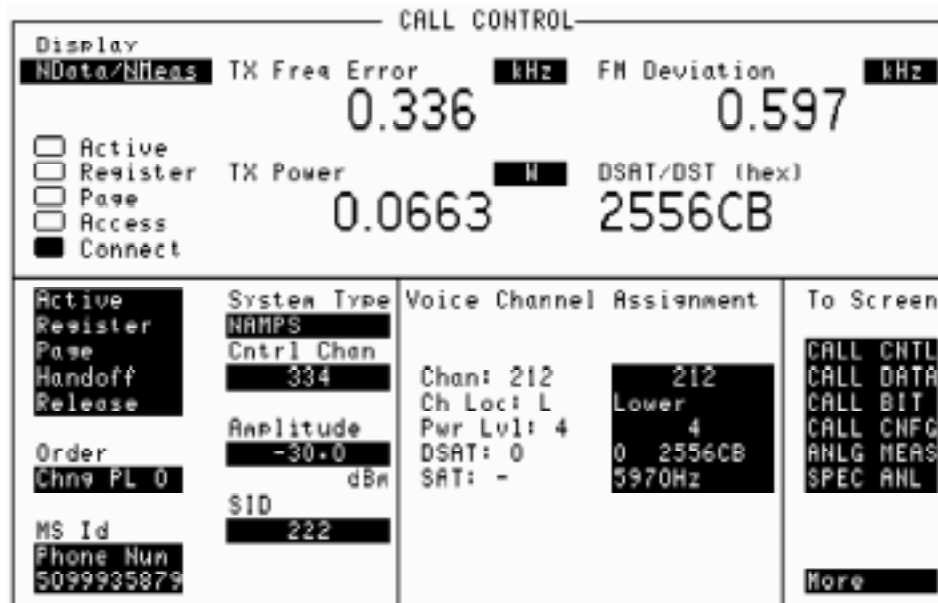 CALL CONTROL
Display
NData/NMeas
TX Freq Error kHz
0.336
FM Deviation kHz
0.597
Active
Register
Page
Access
Connect
TX Power W
0.0663
DSAT/DST (hex)
2556CB
Active
Register
Page
Handoff
Release
Order
Chng PL 0
MS Id
Phone Num
5099935879
System Type
NAMPS
Cntrl Chan
334
Amplitude
-30.0
dBm
SID
222
Voice Channel Assignment
Chan: 212 212
Ch Loc: L Lower
Pwr Lvl: 4 4
DSAT: 0 0 2556CB
SAT: - 5970Hz
To Screen
CALL CNTL
CALL DATA
CALL BIT
CALL CNFG
ANLG MEAS
SPEC ANL
More